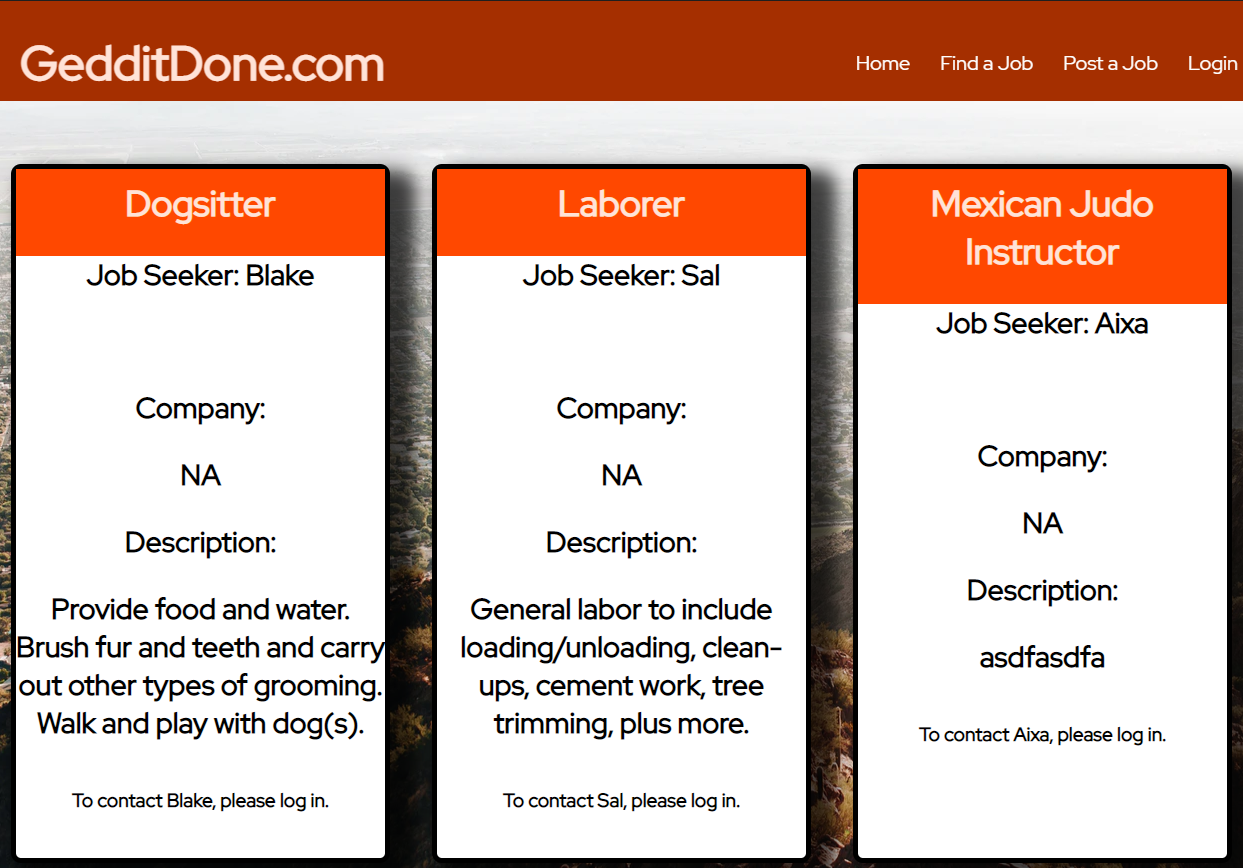 GedditDone.com
Home Find a Job Post a Job Login
Dogsitter
Job Seeker: Blake
Company:
NA
Description:
Provide food and water.
Brush fur and teeth and carry
out other types of grooming.
Walk and play with dog(s).
To contact Blake, please log in.
Laborer
Job Seeker: Sal
Company:
NA
Description:
General labor to include
loading/unloading, clean-
ups, cement work, tree
trimming, plus more.
To contact Sal, please log in.
Mexican Judo
Instructor
Job Seeker: Aixa
Company:
NA
Description:
asdfasdfa
To contact Aixa, please log in.